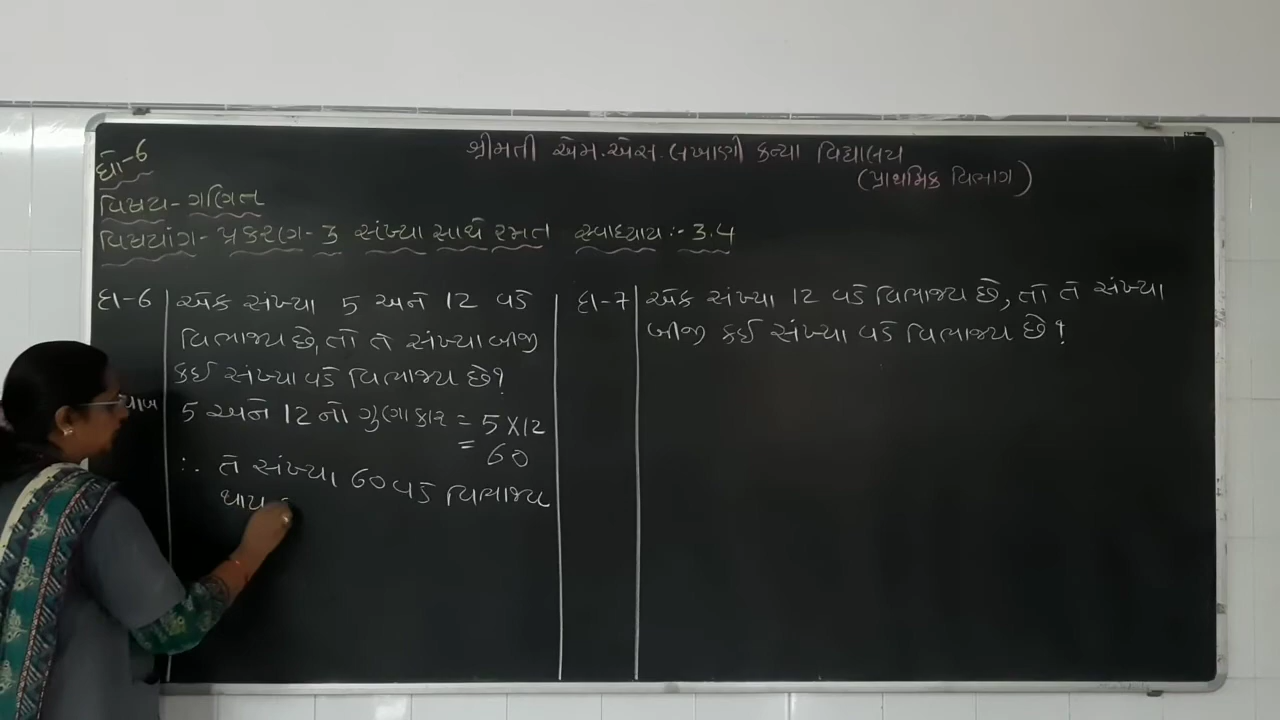 ધો-6
શ્રીમતી એમ.એસ.લખાણી કન્યા વિદ્યાલય
(પ્રાથમિક વિભાગ)
વિષય- ગણિત
વિષયાંગ- પ્રકરણ- 3 સંખ્યા સાથે રમત સ્વાધ્યાય :- 3.4
દા-6 એક સંખ્યા 5 અને 12 વડે
વિભાજ્ય છે, તો તે સંખ્યા બીજી
કઈ સંખ્યા વડે વિભાજ્ય છે?
5 અને 12 નો ગુણાકાર = 5 X 12
= 60
∴ તે સંખ્યા 60 વડે વિભાજ્ય
થાય
દા-7 એક સંખ્યા 12 વડે વિભાજ્ય છે, તો તે સંખ્યા
બીજી કઈ સંખ્યા વડે વિભાજ્ય છે?